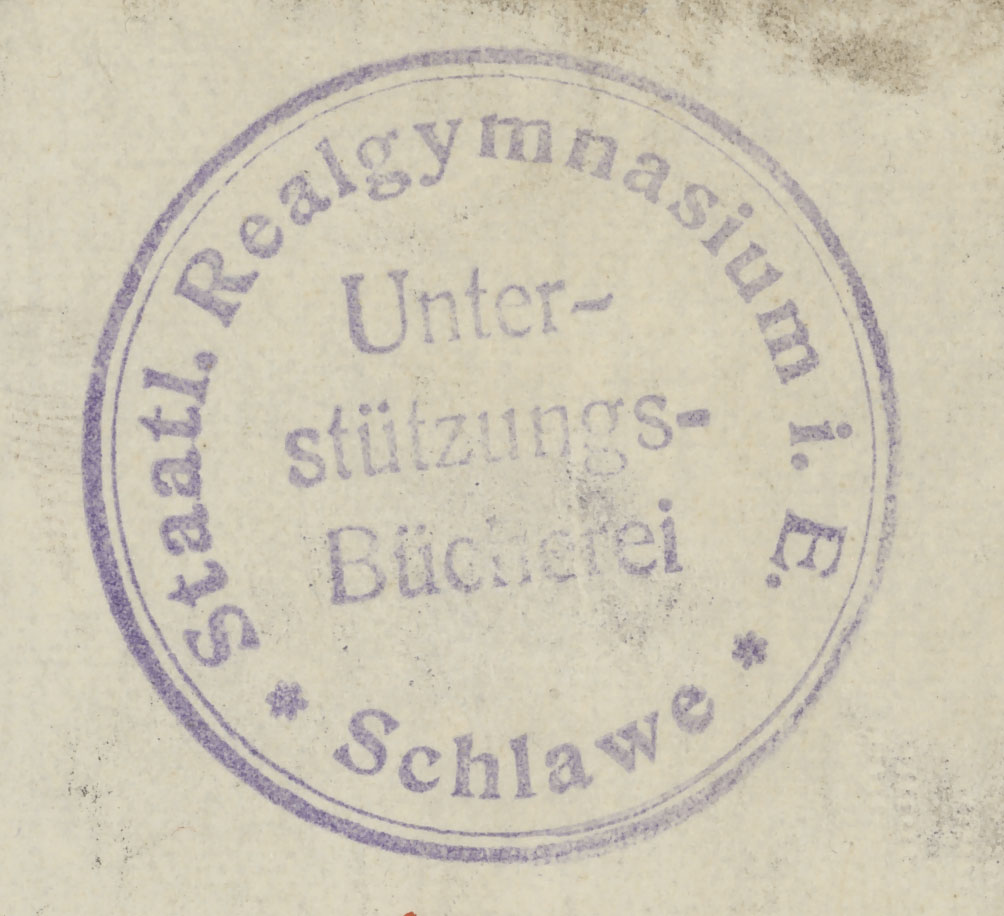 Staatl. Realgymnasium i. E.
Unter-
stützungs-
Bücherei
* Schlawe *